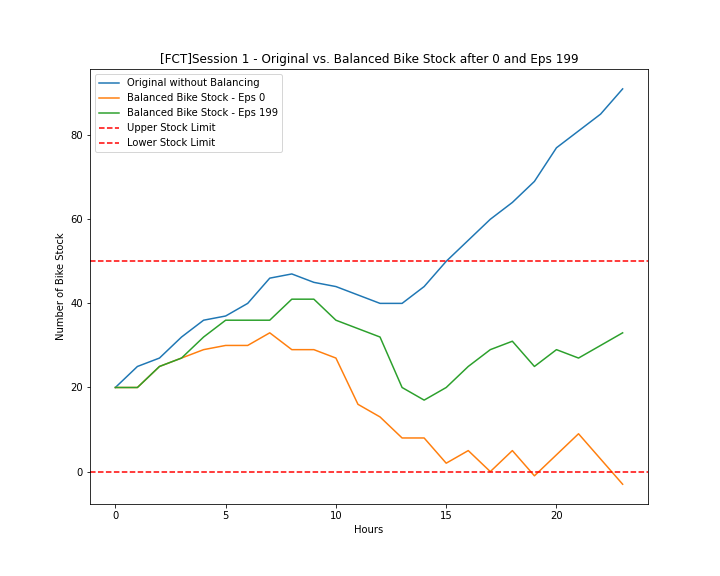 [FCT]Session 1 - Original vs. Balanced Bike Stock after 0 and Eps 199
Original without Balancing
Balanced Bike Stock - Eps 0
Balanced Bike Stock - Eps 199
Upper Stock Limit
Lower Stock Limit
Number of Bike Stock
80
60
40
20
0
0 5 10 15 20
Hours